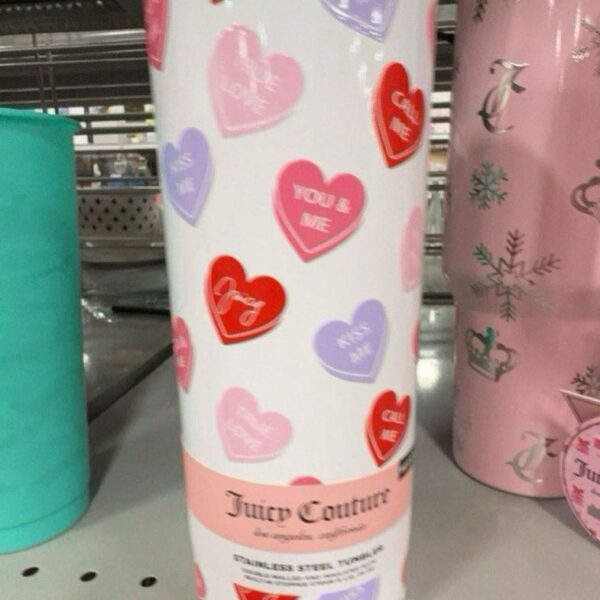 TRUE
LOVE
CALL
ME
KISS
ME
YOU &
ME
Juicy
KISS
ME
TRUE
LOVE
CALL
ME
Juicy Couture
los angeles, california
STAINLESS STEEL TUMBLER